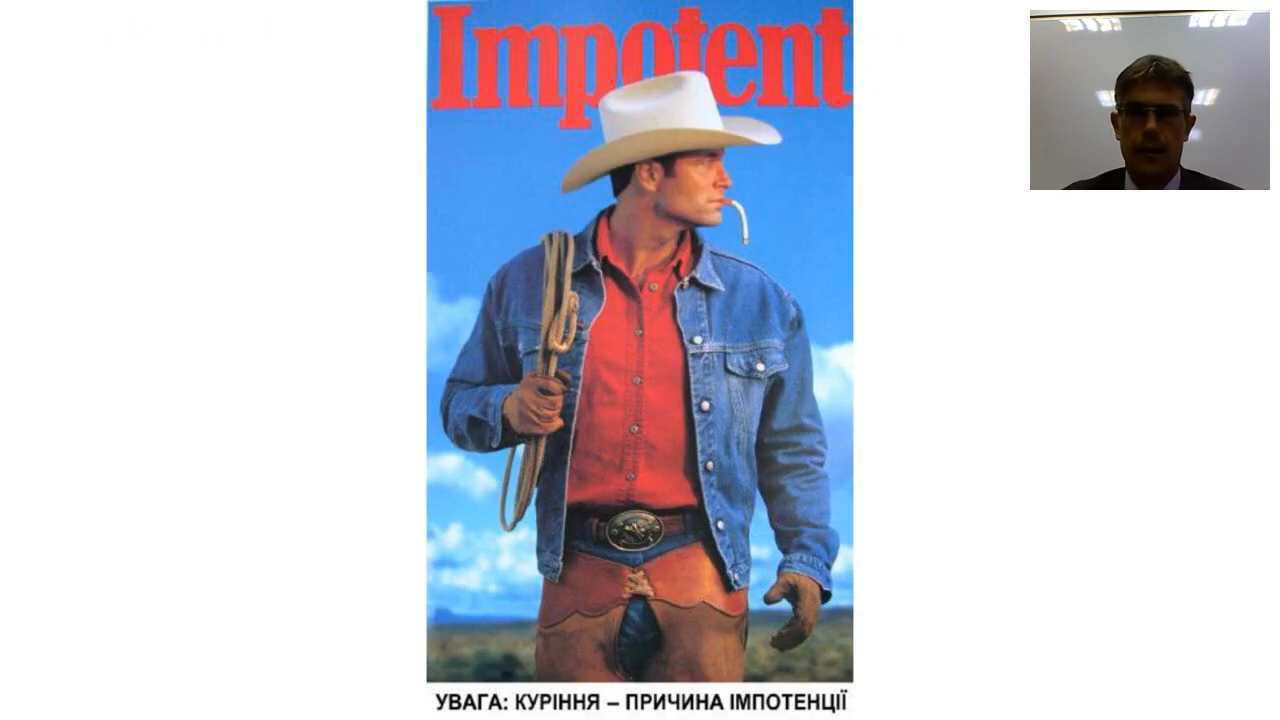 Impotent
УВАГА: КУРІННЯ – ПРИЧИНА ІМПОТЕНЦІЇ